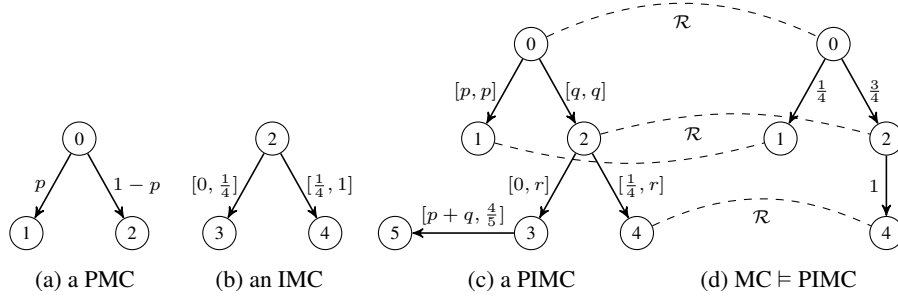 0 R 0
[p, p] [q, q] 1/4 3/4
0 2 1 2 R 1 2
p 1 − p [0, 1/4] [1/4, 1] [0, r] [1/4, r] 1
[p + q, 4/5]
1 2 3 4 5 3 4 R 4
(a) a PMC (b) an IMC (c) a PIMC (d) MC ⊨ PIMC